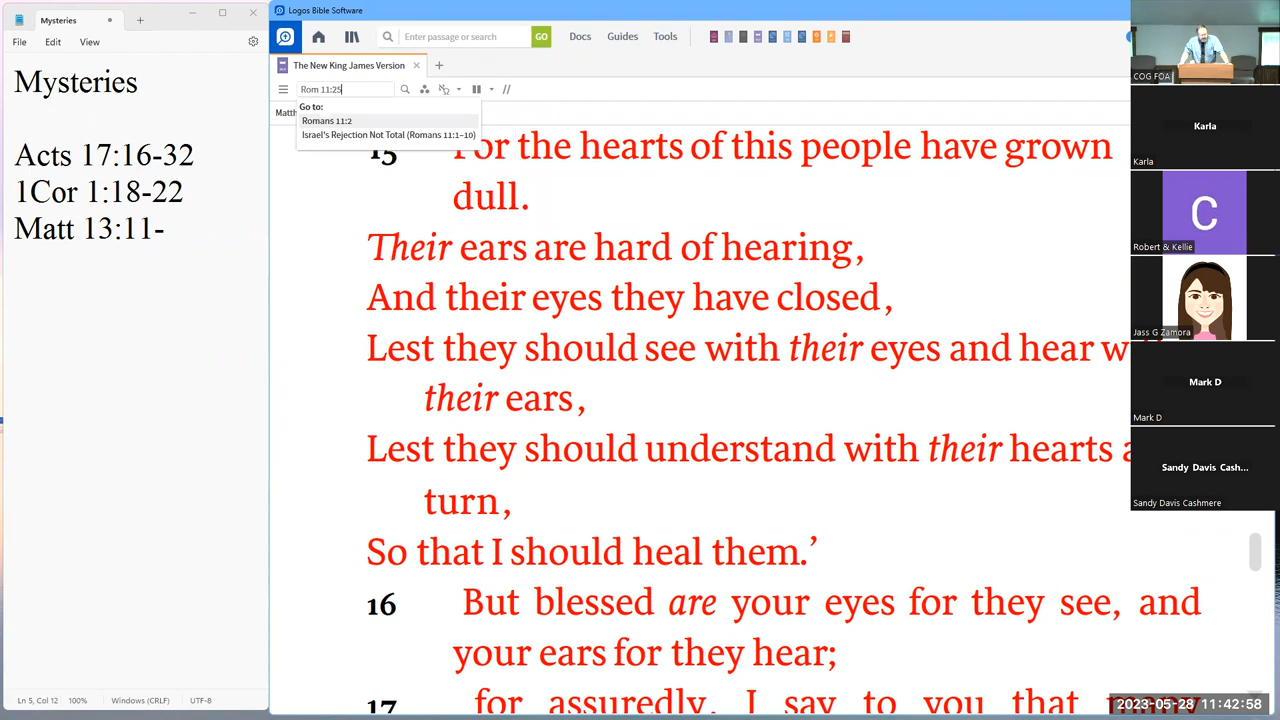 Mysteries
File Edit View
Mysteries
Acts 17:16-32
1Cor 1:18-22
Matt 13:11-
Ln 5, Col 12 100% Windows (CRLF) UTF-8
Logos Bible Software
Enter passage or search GO Docs Guides Tools
The New King James Version
Rom 11:25
Go to:
Romans 11:2
Israel's Rejection Not Total (Romans 11:1–10)
Matth
15 For the hearts of this people have grown
dull.
Their ears are hard of hearing,
And their eyes they have closed,
Lest they should see with their eyes and hear
their ears,
Lest they should understand with their hearts
turn,
So that I should heal them.’
16 But blessed are your eyes for they see, and
your ears for they hear;
17 for assuredly, I say to you that many
COG FOA
Karla
Karla
C
Robert & Kellie
Jass G Zamora
Mark D
Mark D
Sandy Davis Cash...
Sandy Davis Cashmere
2023-05-28 11:42:58